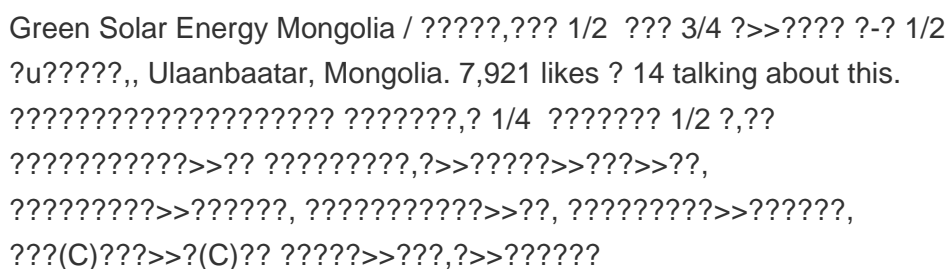 Green Solar Energy Mongolia / ?????,??? 1/2 ??? 3/4 ?>>???? ?-? 1/2
?u?????,, Ulaanbaatar, Mongolia. 7,921 likes ? 14 talking about this.
???????????????????? ???????,? 1/4 ??????? 1/2 ?,??
???????????>>?? ?????????,?>>?????>>???>>??,
?????????>>??????, ???????????>>??, ?????????>>??????,
???(C)???>>?(C)?? ?????>>???,?>>??????